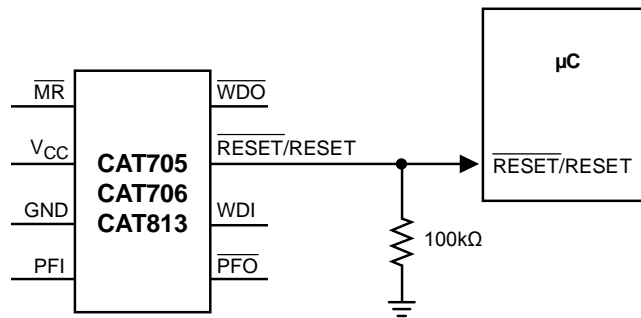 MR
WDO
VCC
RESET/RESET
GND
WDI
PFI
PFO
CAT705
CAT706
CAT813
100kΩ
µC
RESET/RESET